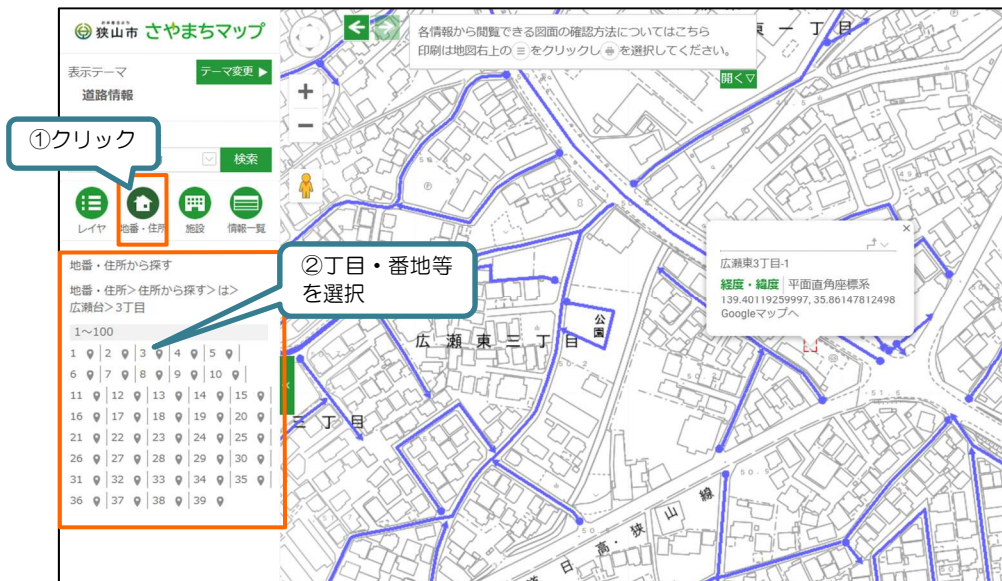 おりなすまち
狭山市 さやまちマップ
表示テーマ
テーマ変更 ▶
道路情報
①クリック
検索
レイヤ
地番・住所
施設
情報一覧
地番・住所から探す
地番・住所>住所から探す>は>
広瀬台>3丁目
1~100
1 2 3 4 5
6 7 8 9 10
11 12 13 14 15
16 17 18 19 20
21 22 23 24 25
26 27 28 29 30
31 32 33 34 35
36 37 38 39
②丁目・番地等
を選択
各情報から閲覧できる図面の確認方法についてはこちら
印刷は地図右上の をクリックし を選択してください。
開く▽
東一丁目
広瀬東3丁目-1
経度・緯度 平面直角座標系
139.40119259997, 35.86147812498
Googleマップへ
公園
広瀬東三丁目
三丁目
道日高・狭山線